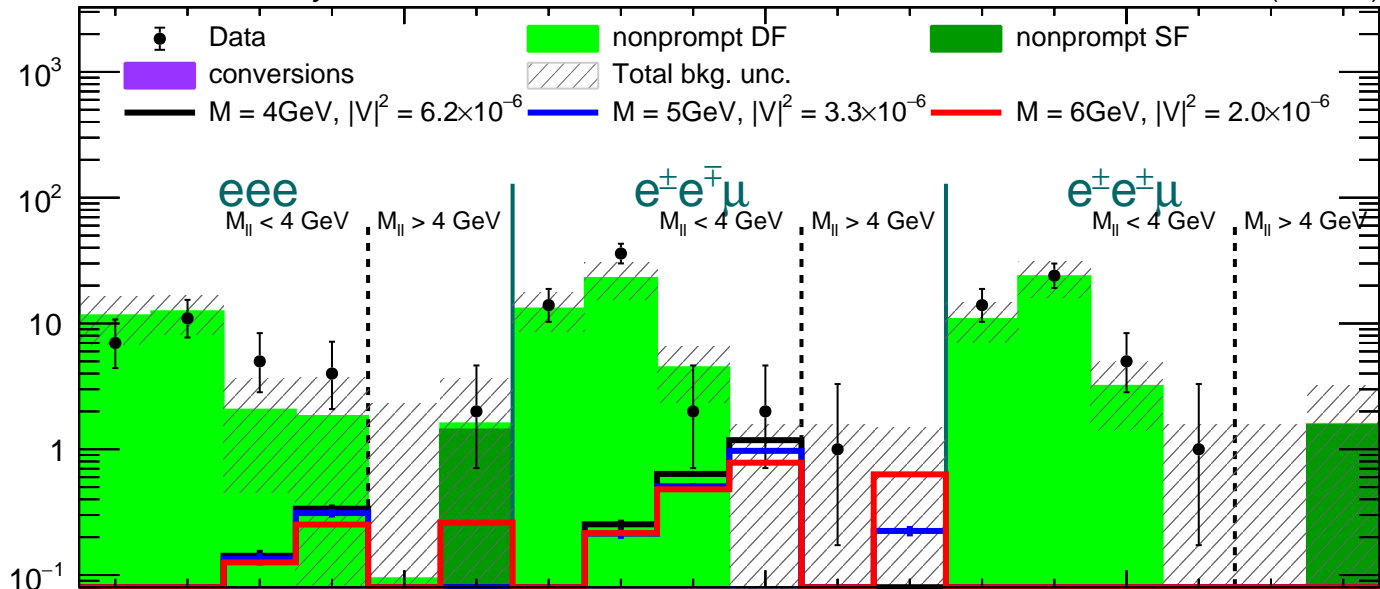 Data nonprompt DF nonprompt SF
conversions Total bkg. unc.
M = 4GeV, |V|² = 6.2×10⁻⁶ M = 5GeV, |V|² = 3.3×10⁻⁶ M = 6GeV, |V|² = 2.0×10⁻⁶
10³
eee e±e∓μ e±e±μ
10²
M_ll < 4 GeV M_ll > 4 GeV M_ll < 4 GeV M_ll > 4 GeV M_ll < 4 GeV M_ll > 4 GeV
10
1
10⁻¹